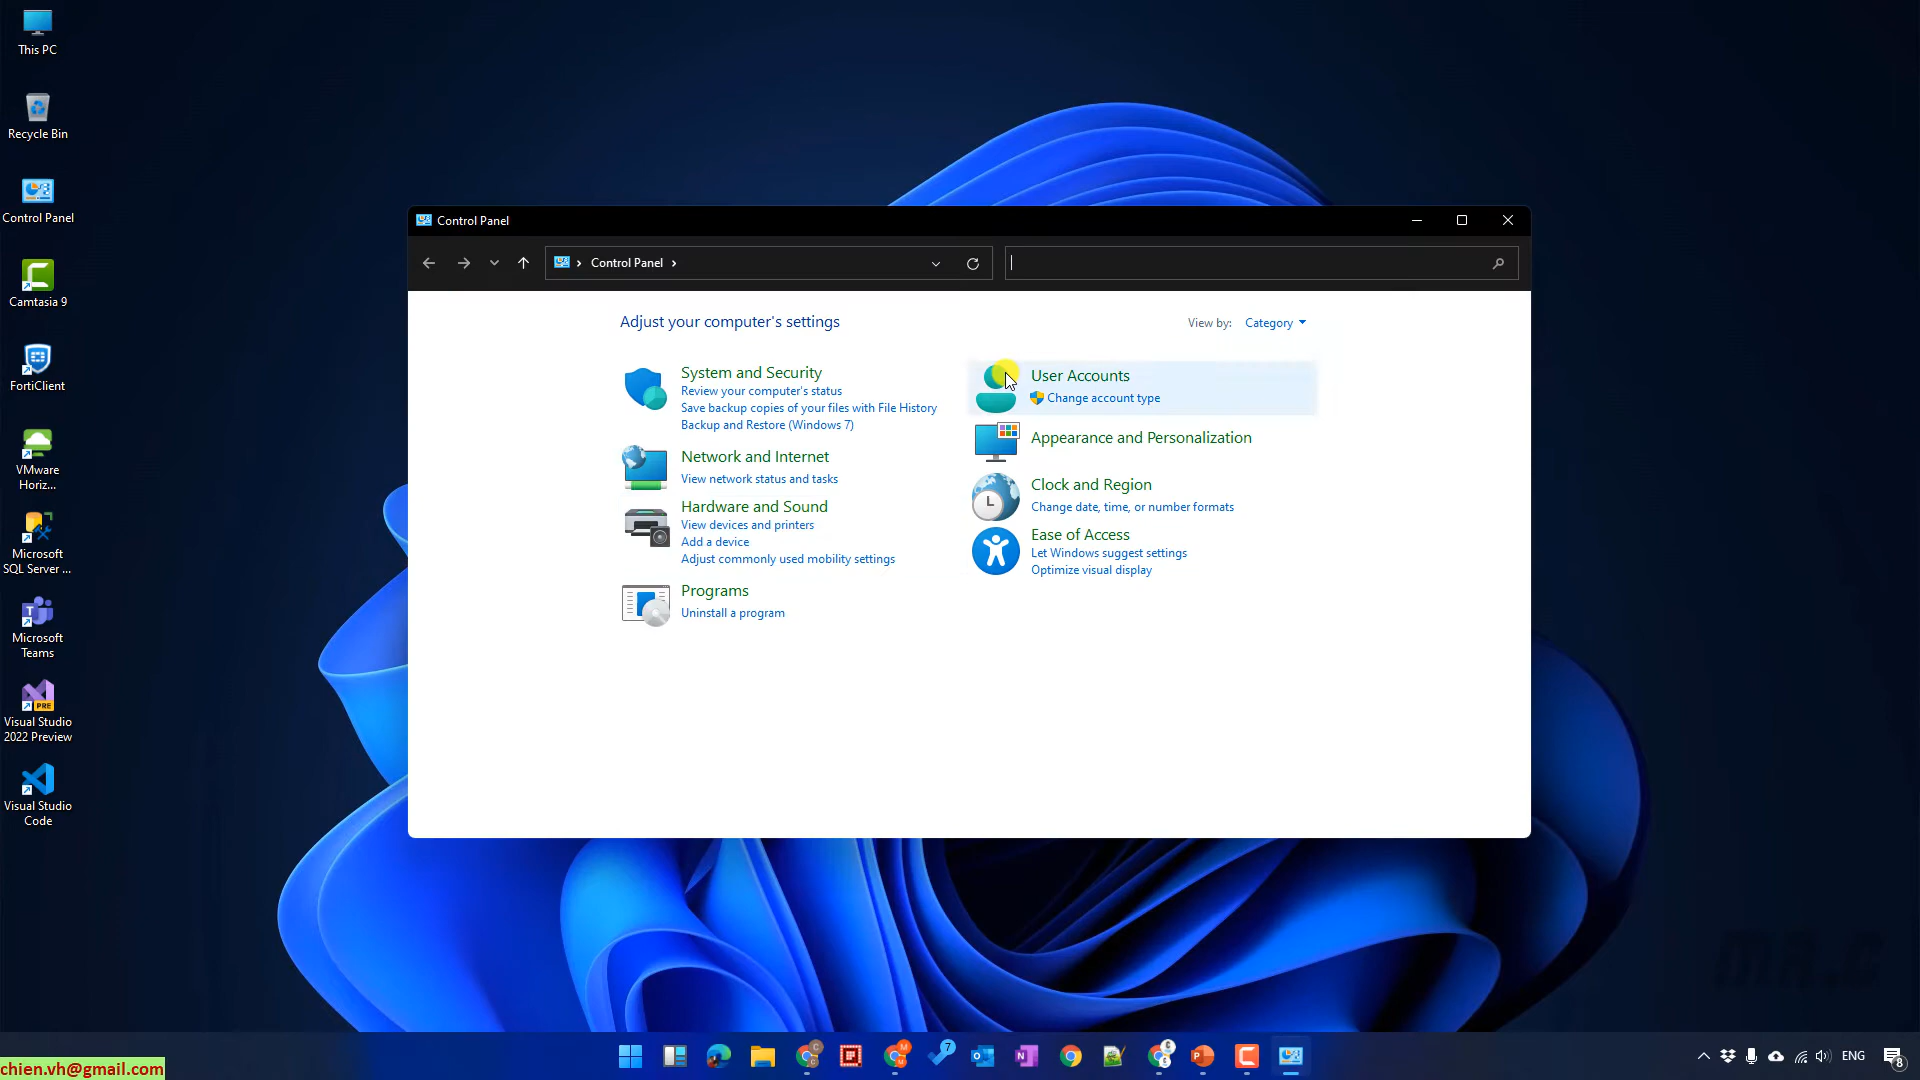 This PC
Recycle Bin
Control Panel
Camtasia 9
FortiClient
VMware
Horiz...
Microsoft
SQL Server ...
Microsoft
Teams
Visual Studio
2022 Preview
Visual Studio
Code
Control Panel
Control Panel
Adjust your computer's settings
View by: Category
System and Security
Review your computer's status
Save backup copies of your files with File History
Backup and Restore (Windows 7)
Network and Internet
View network status and tasks
Hardware and Sound
View devices and printers
Add a device
Adjust commonly used mobility settings
Programs
Uninstall a program
User Accounts
Change account type
Appearance and Personalization
Clock and Region
Change date, time, or number formats
Ease of Access
Let Windows suggest settings
Optimize visual display
MR.C
chien.vh@gmail.com
7
ENG
8